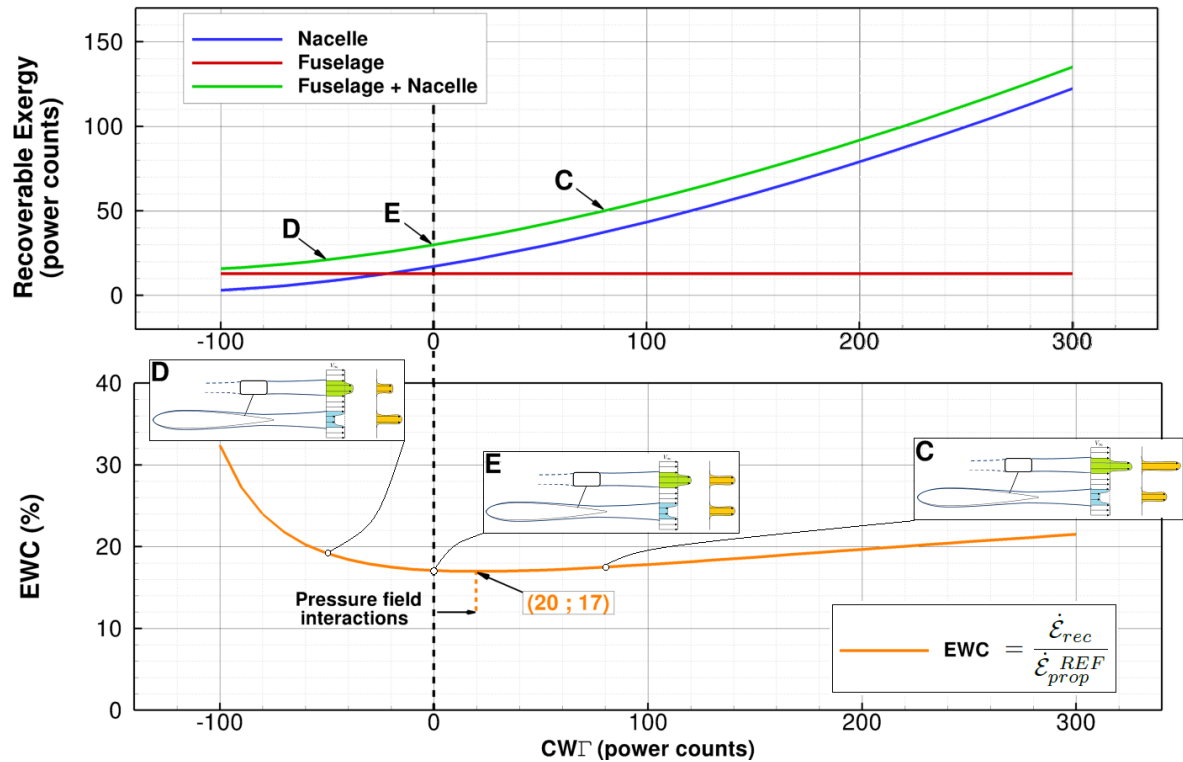 Recoverable Exergy
(power counts)
150
100
50
0
Nacelle
Fuselage
Fuselage + Nacelle
D
E
C
-100
0
100
200
300
EWC (%)
40
30
20
10
0
D
E
C
Pressure field
interactions
(20 ; 17)
EWC = Ė_rec / Ė_prop^REF
-100
0
100
200
300
CWΓ (power counts)